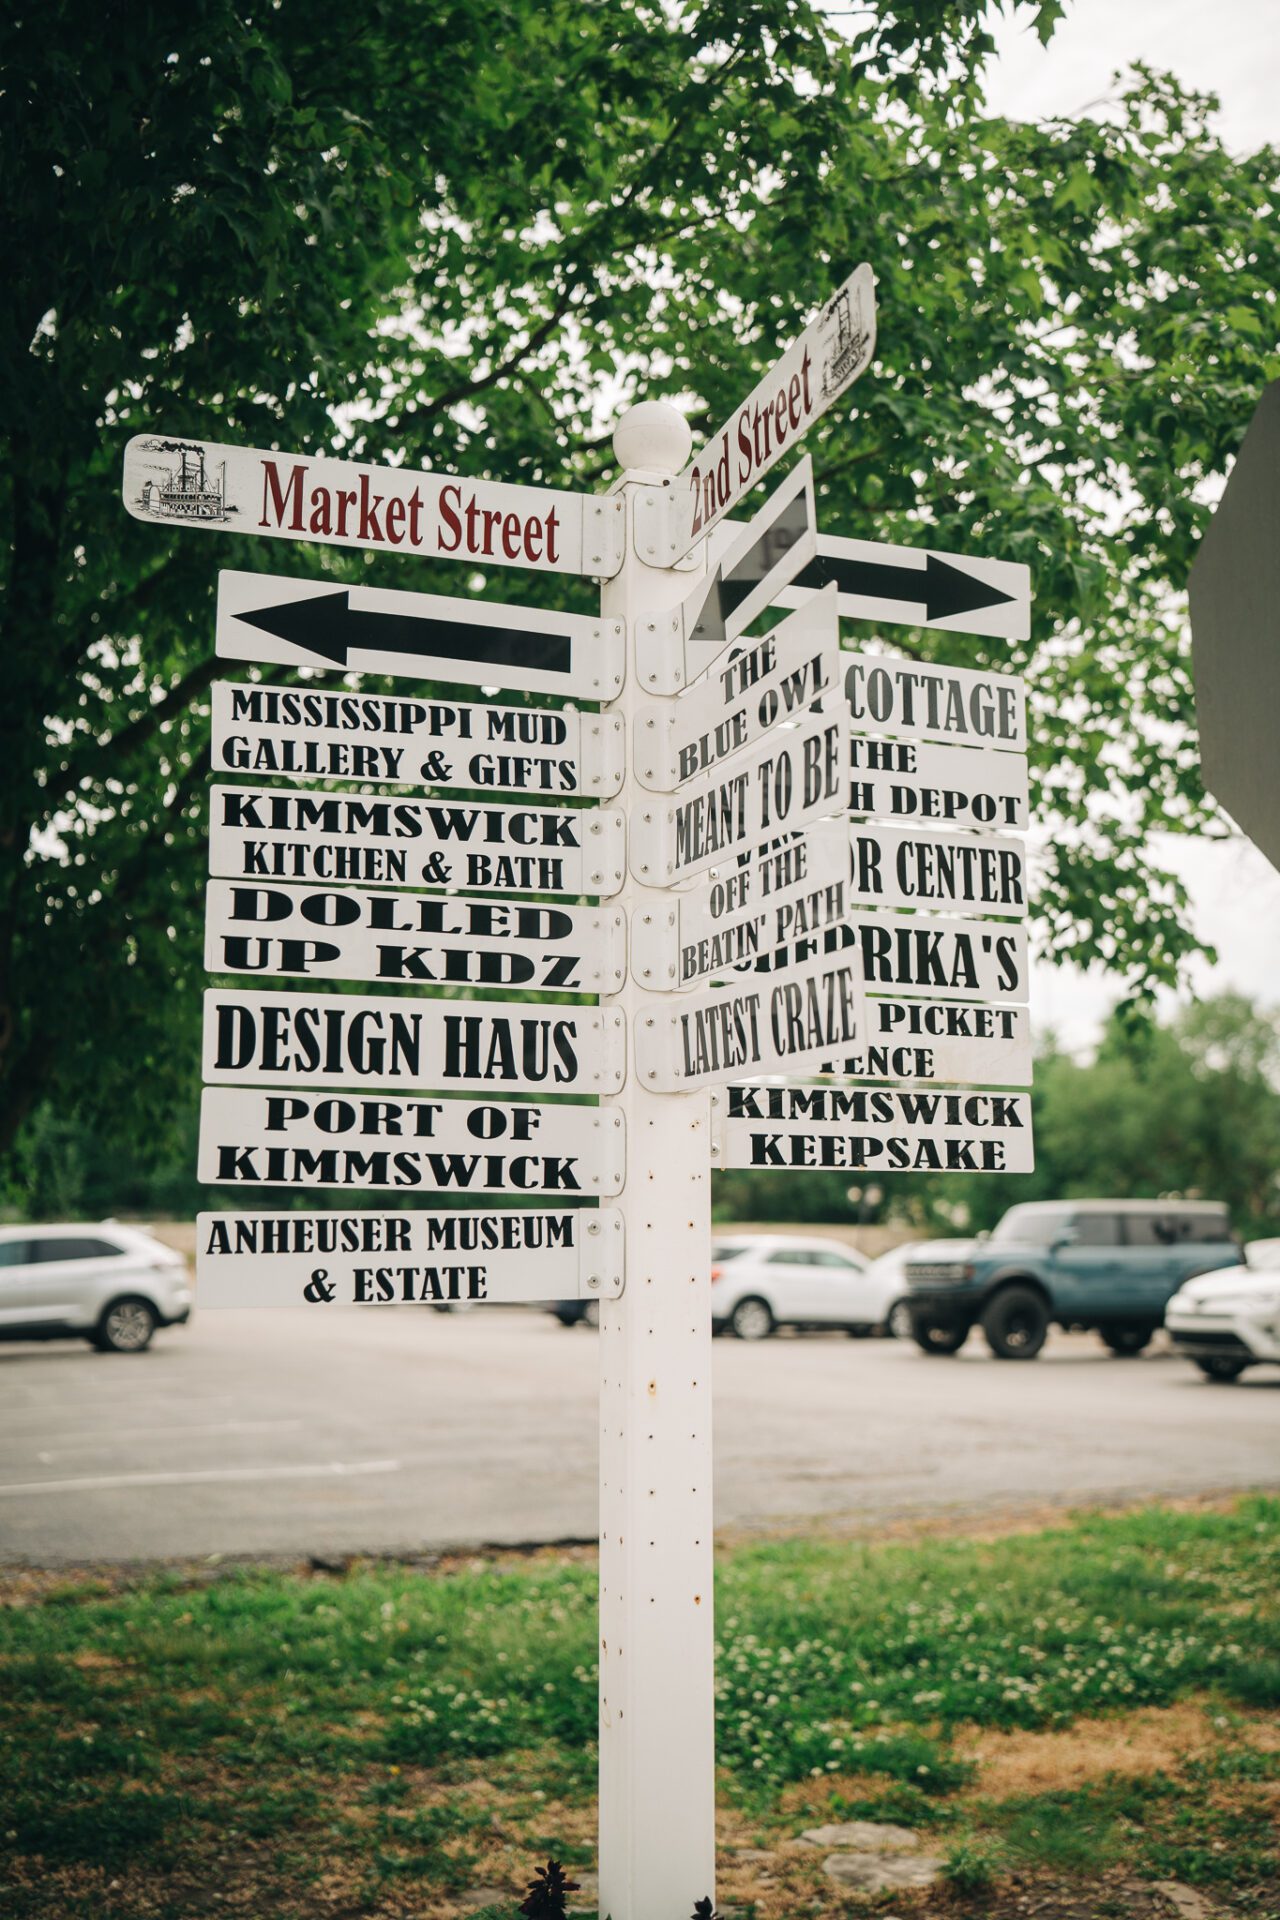 Market Street
2nd Street
MISSISSIPPI MUD
GALLERY & GIFTS
KIMMSWICK
KITCHEN & BATH
DOLLED
UP KIDZ
DESIGN HAUS
PORT OF
KIMMSWICK
ANHEUSER MUSEUM
& ESTATE
THE
BLUE OWL
MEANT TO BE
OFF THE
BEATIN' PATH
LATEST CRAZE
COTTAGE
THE
DEPOT
CENTER
PICKET
KIMMSWICK
KEEPSAKE